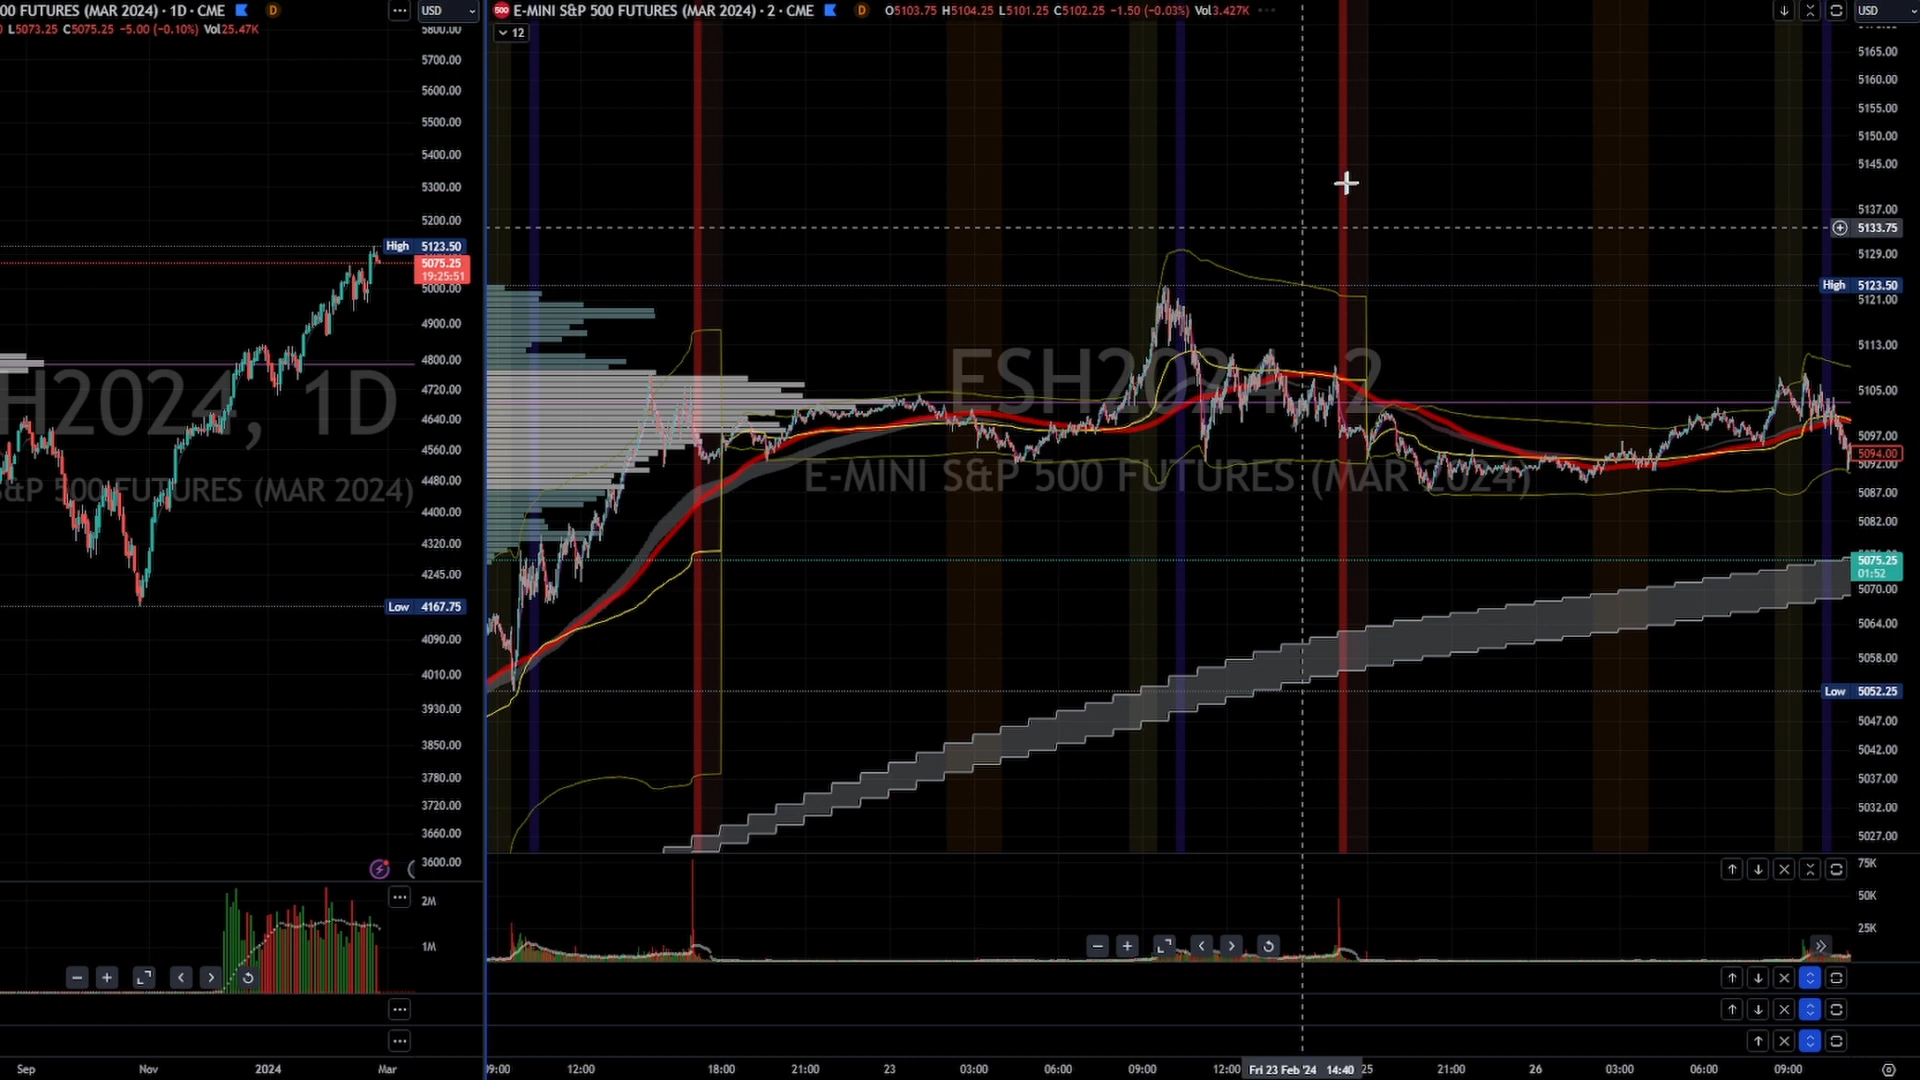 00 FUTURES (MAR 2024) · 1D · CME D
L5073.25 C5075.25 −5.00 (−0.10%) Vol25.47K
USD
5800.00
5700.00
5600.00
5500.00
5400.00
5300.00
5200.00
High 5123.50
5075.25
19:25:51
5000.00
4900.00
4800.00
4720.00
4640.00
4560.00
4480.00
4400.00
4320.00
4245.00
Low 4167.75
4090.00
4010.00
3930.00
3850.00
3780.00
3720.00
3660.00
3600.00
H2024, 1D
S&P 500 FUTURES (MAR 2024)
2M
1M
Sep Nov 2024 Mar
500 E-MINI S&P 500 FUTURES (MAR 2024) · 2 · CME D O5103.75 H5104.25 L5101.25 C5102.25 −1.50 (−0.03%) Vol3.427K
12
USD
5165.00
5160.00
5155.00
5150.00
5145.00
5137.00
5133.75
5129.00
High 5123.50
5121.00
5113.00
5105.00
5097.00
5094.00
5092.00
5087.00
5082.00
5075.25
01:52
5070.00
5064.00
5058.00
Low 5052.25
5047.00
5042.00
5037.00
5032.00
5027.00
ESH2024, 2
E-MINI S&P 500 FUTURES (MAR 2024)
75K
50K
25K
09:00 12:00 18:00 21:00 23 03:00 06:00 09:00 12:00 Fri 23 Feb '24 14:40 25 21:00 26 03:00 06:00 09:00